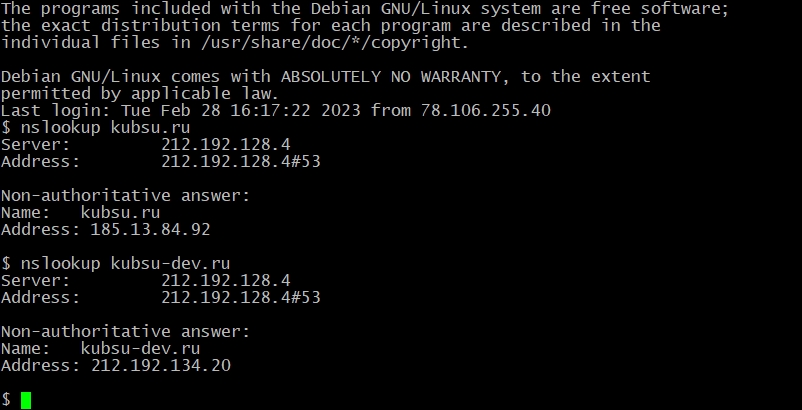 The programs included with the Debian GNU/Linux system are free software;
the exact distribution terms for each program are described in the
individual files in /usr/share/doc/*/copyright.
Debian GNU/Linux comes with ABSOLUTELY NO WARRANTY, to the extent
permitted by applicable law.
Last login: Tue Feb 28 16:17:22 2023 from 78.106.255.40
$ nslookup kubsu.ru
Server:         212.192.128.4
Address:        212.192.128.4#53
Non-authoritative answer:
Name:   kubsu.ru
Address: 185.13.84.92
$ nslookup kubsu-dev.ru
Server:         212.192.128.4
Address:        212.192.128.4#53
Non-authoritative answer:
Name:   kubsu-dev.ru
Address: 212.192.134.20
$